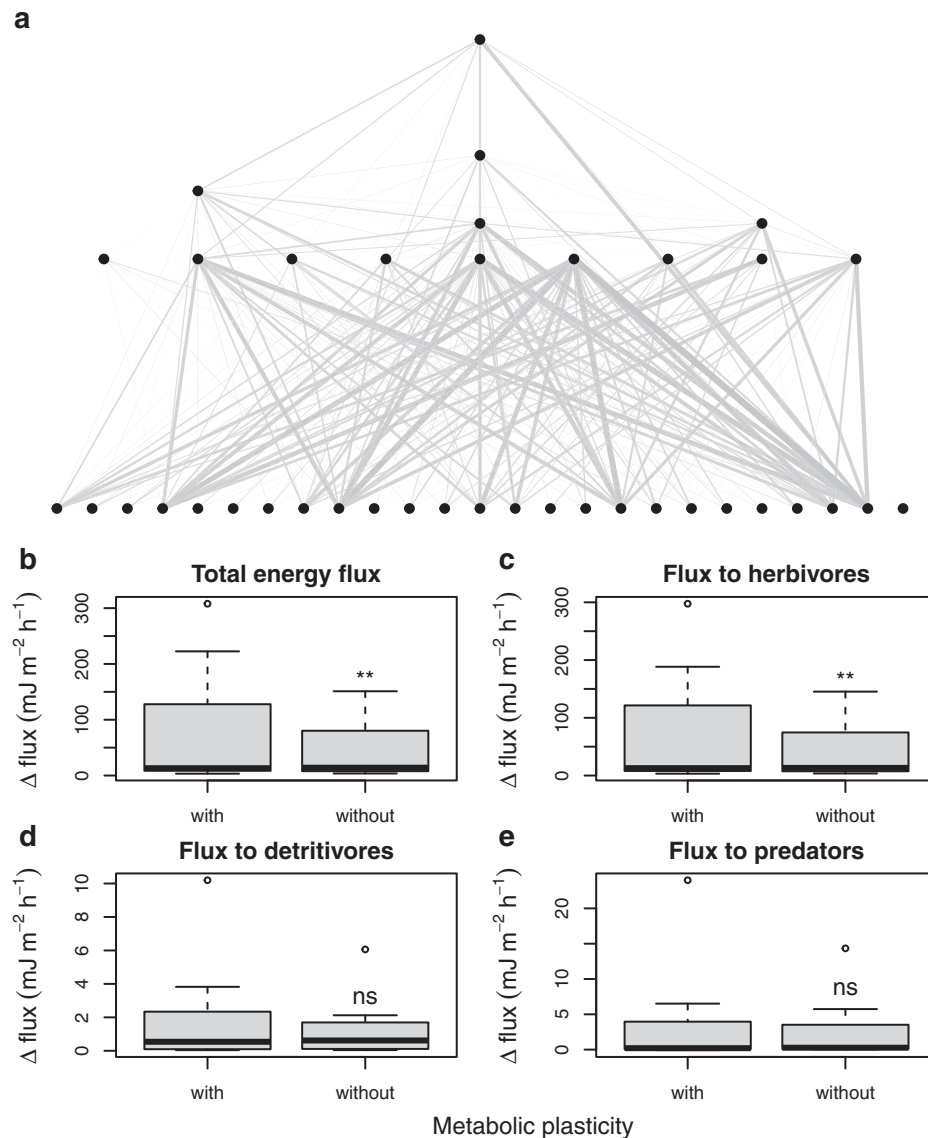 a
b
Total energy flux
Δ flux (mJ m−2 h−1)
300
200
100
0
**
with
without
c
Flux to herbivores
Δ flux (mJ m−2 h−1)
300
200
100
0
**
with
without
d
Flux to detritivores
Δ flux (mJ m−2 h−1)
10
8
6
4
2
0
ns
with
without
e
Flux to predators
Δ flux (mJ m−2 h−1)
20
10
5
0
ns
with
without
Metabolic plasticity